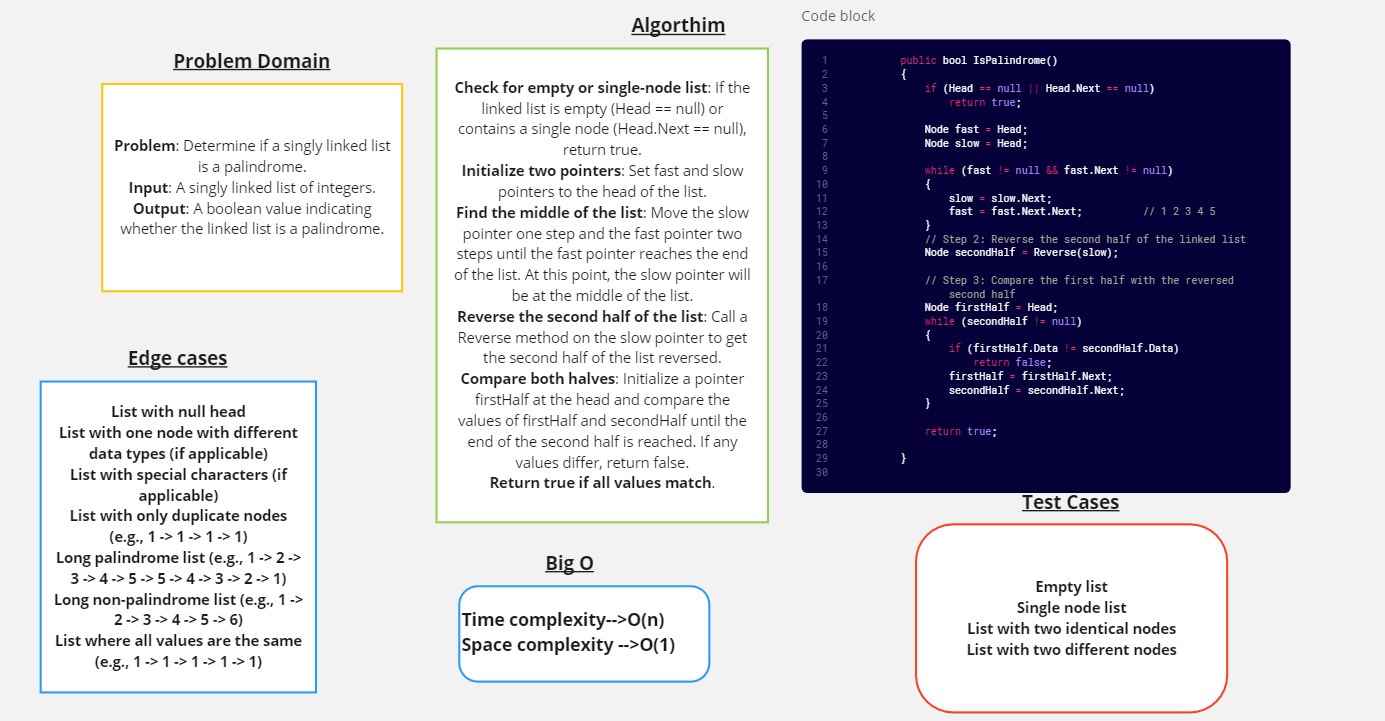 Problem Domain
Problem: Determine if a singly linked list
is a palindrome.
Input: A singly linked list of integers.
Output: A boolean value indicating
whether the linked list is a palindrome.
Edge cases
List with null head
List with one node with different
data types (if applicable)
List with special characters (if
applicable)
List with only duplicate nodes
(e.g., 1 -> 1 -> 1 -> 1)
Long palindrome list (e.g., 1 -> 2 ->
3 -> 4 -> 5 -> 5 -> 4 -> 3 -> 2 -> 1)
Long non-palindrome list (e.g., 1 ->
2 -> 3 -> 4 -> 5 -> 6)
List where all values are the same
(e.g., 1 -> 1 -> 1 -> 1 -> 1)
Algorthim
Check for empty or single-node list: If the
linked list is empty (Head == null) or
contains a single node (Head.Next == null),
return true.
Initialize two pointers: Set fast and slow
pointers to the head of the list.
Find the middle of the list: Move the slow
pointer one step and the fast pointer two
steps until the fast pointer reaches the end
of the list. At this point, the slow pointer will
be at the middle of the list.
Reverse the second half of the list: Call a
Reverse method on the slow pointer to get
the second half of the list reversed.
Compare both halves: Initialize a pointer
firstHalf at the head and compare the
values of firstHalf and secondHalf until the
end of the second half is reached. If any
values differ, return false.
Return true if all values match.
Big O
Time complexity-->O(n)
Space complexity -->O(1)
Code block
1 public bool IsPalindrome()
2 {
3 if (Head == null || Head.Next == null)
4 return true;
5
6 Node fast = Head;
7 Node slow = Head;
8
9 while (fast != null && fast.Next != null)
10 {
11 slow = slow.Next;
12 fast = fast.Next.Next; // 1 2 3 4 5
13 }
14 // Step 2: Reverse the second half of the linked list
15 Node secondHalf = Reverse(slow);
16
17 // Step 3: Compare the first half with the reversed
second half
18 Node firstHalf = Head;
19 while (secondHalf != null)
20 {
21 if (firstHalf.Data != secondHalf.Data)
22 return false;
23 firstHalf = firstHalf.Next;
24 secondHalf = secondHalf.Next;
25 }
26
27 return true;
28
29 }
30
Test Cases
Empty list
Single node list
List with two identical nodes
List with two different nodes